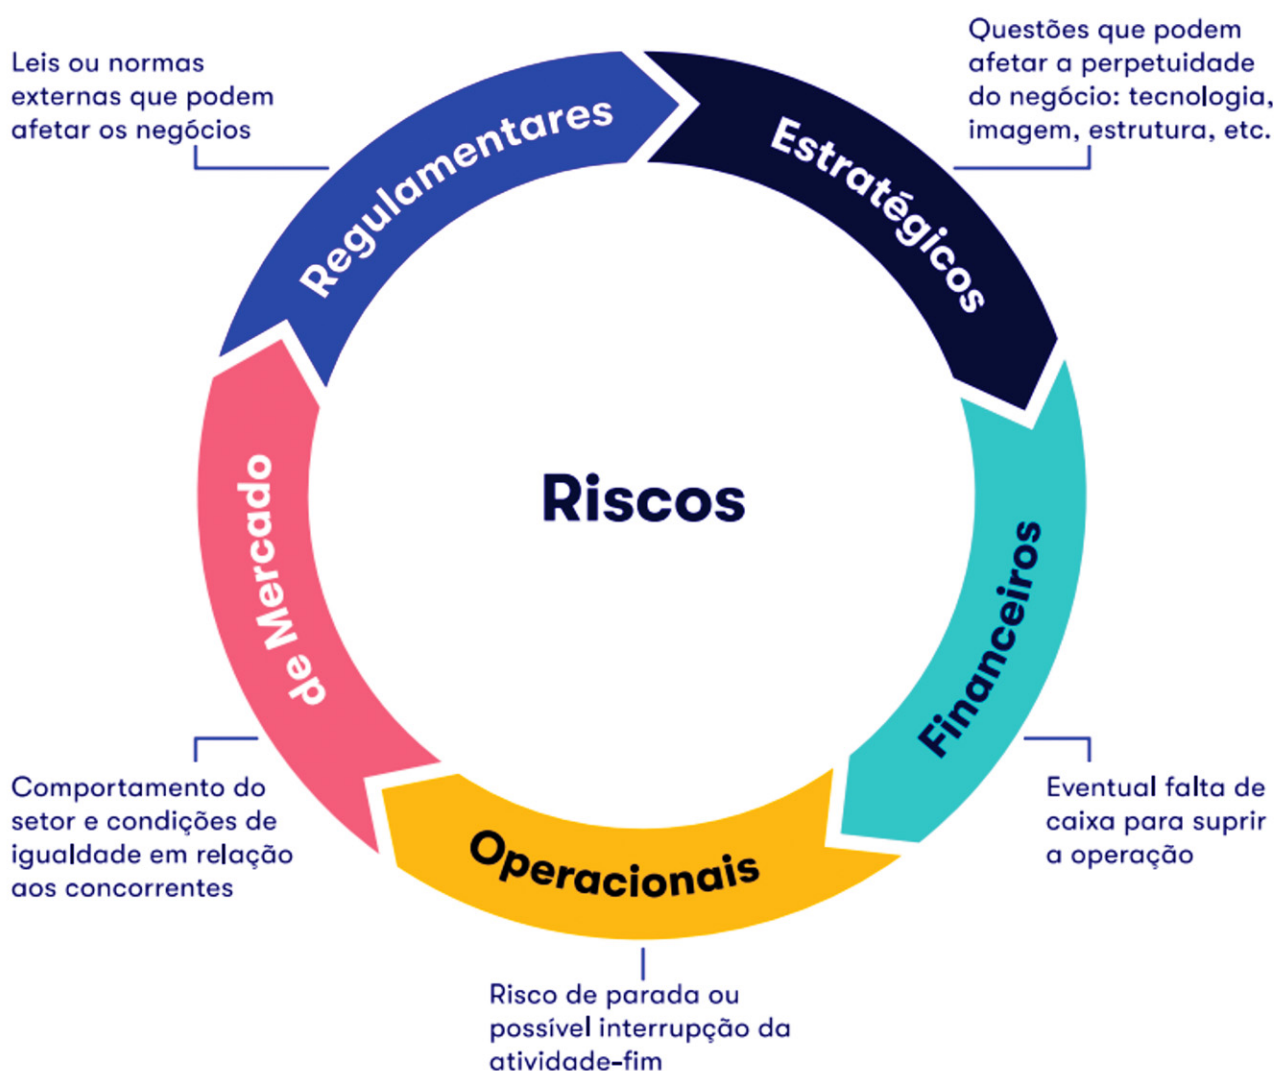 Leis ou normas
externas que podem
afetar os negócios
Questões que podem
afetar a perpetuidade
do negócio: tecnologia,
imagem, estrutura, etc.
Regulamentares
Estratégicos
Riscos
de Mercado
Financeiros
Operacionais
Comportamento do
setor e condições de
igualdade em relação
aos concorrentes
Eventual falta de
caixa para suprir
a operação
Risco de parada ou
possível interrupção da
atividade-fim